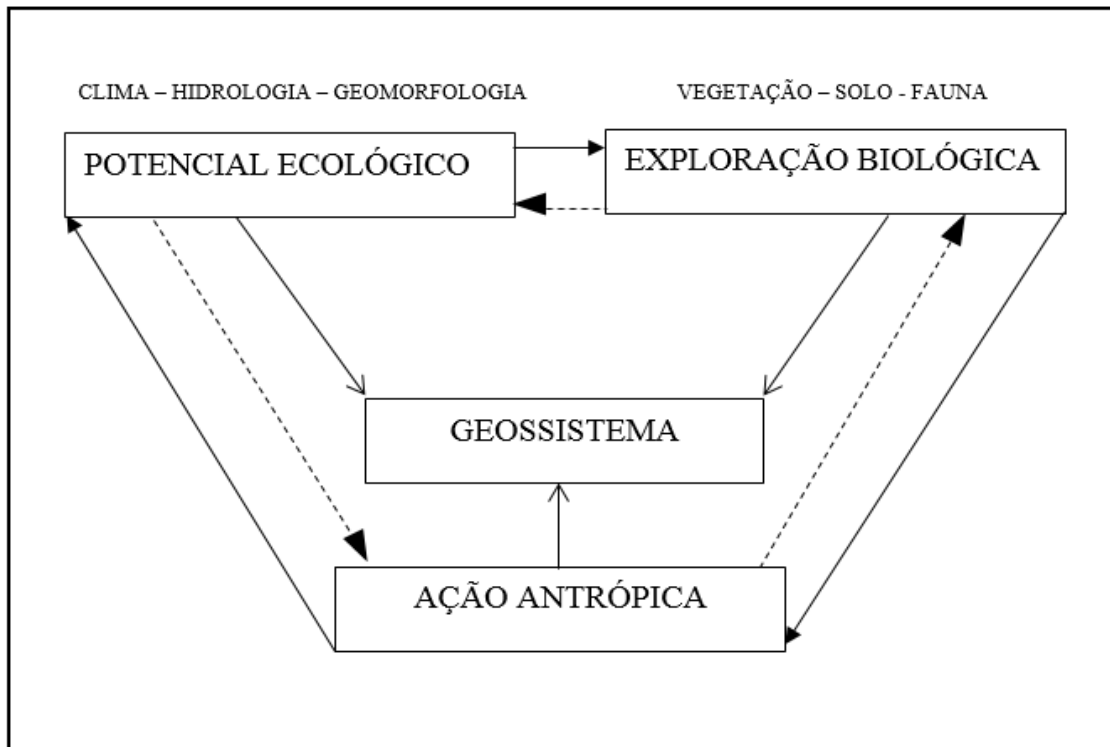 CLIMA – HIDROLOGIA – GEOMORFOLOGIA
VEGETAÇÃO – SOLO - FAUNA
POTENCIAL ECOLÓGICO
EXPLORAÇÃO BIOLÓGICA
GEOSSISTEMA
AÇÃO ANTRÓPICA